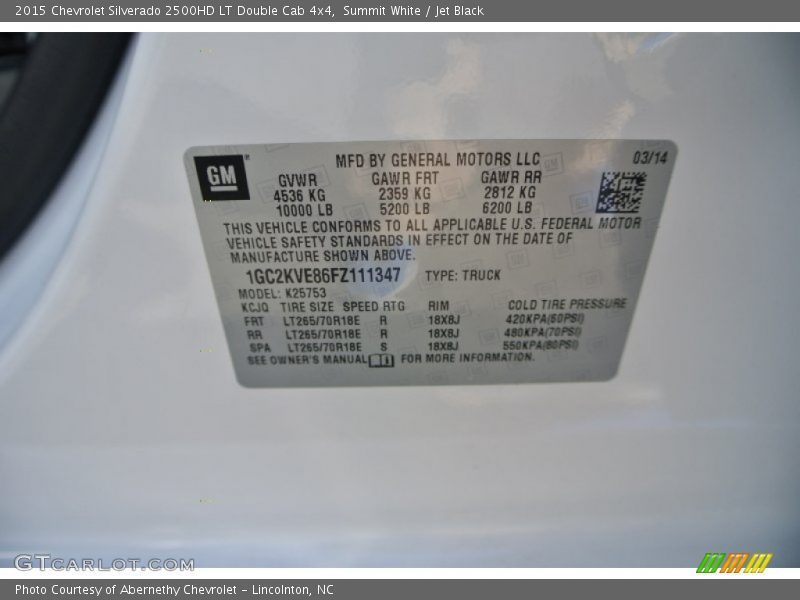 2015 Chevrolet Silverado 2500HD LT Double Cab 4x4, Summit White / Jet Black
GM
MFD BY GENERAL MOTORS LLC 03/14
GVWR GAWR FRT GAWR RR
4536 KG 2359 KG 2812 KG
10000 LB 5200 LB 6200 LB
THIS VEHICLE CONFORMS TO ALL APPLICABLE U.S. FEDERAL MOTOR
VEHICLE SAFETY STANDARDS IN EFFECT ON THE DATE OF
MANUFACTURE SHOWN ABOVE.
1GC2KVE86FZ111347 TYPE: TRUCK
MODEL: K25753
KCJQ TIRE SIZE SPEED RTG RIM COLD TIRE PRESSURE
FRT LT265/70R18E R 18X8J 420KPA(60PSI)
RR LT265/70R18E R 18X8J 480KPA(70PSI)
SPA LT265/70R18E S 18X8J 550KPA(80PSI)
SEE OWNER'S MANUAL FOR MORE INFORMATION.
GTCARLOT.COM
Photo Courtesy of Abernethy Chevrolet – Lincolnton, NC